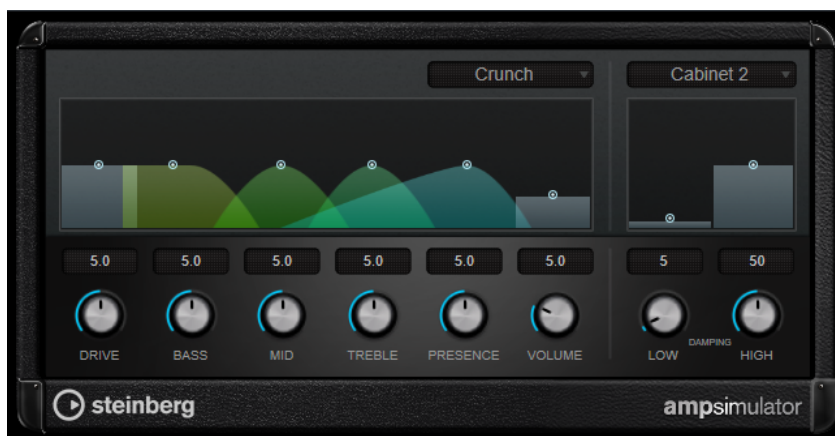 Crunch Cabinet 2
5.0 5.0 5.0 5.0 5.0 5.0 5 50
DRIVE BASS MID TREBLE PRESENCE VOLUME LOW DAMPING HIGH
steinberg ampsimulator